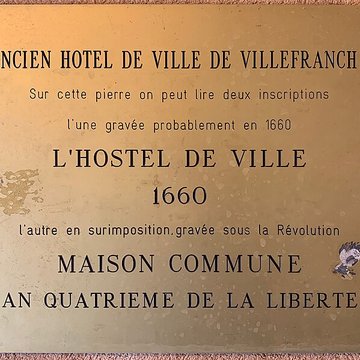 NCIEN HOTEL DE VILLE DE VILLEFRANCH
Sur cette pierre on peut lire deux inscriptions
l'une gravée probablement en 1660
L'HOSTEL DE VILLE
1660
l'autre en surimposition,gravée sous la Révolution
MAISON COMMUNE
AN QUATRIEME DE LA LIBERTE